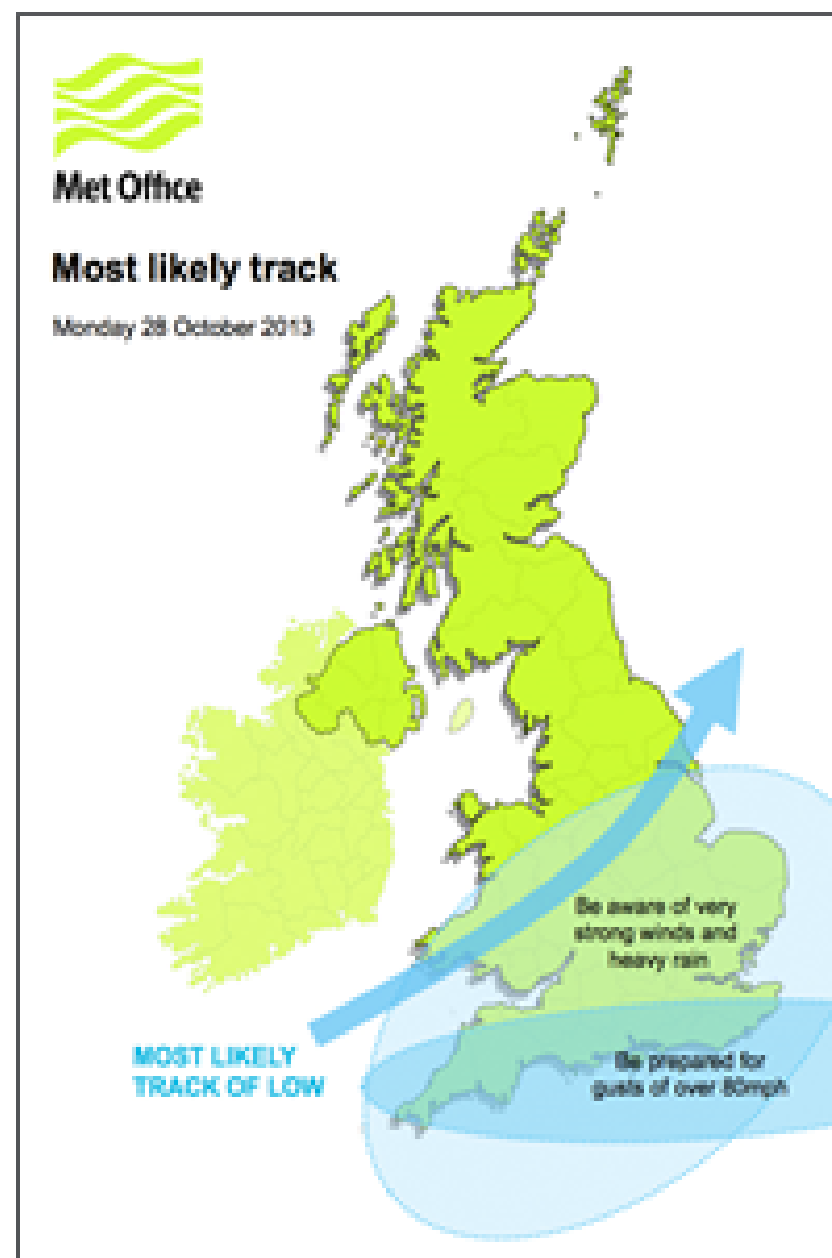 Met Office
Most likely track
Monday 28 October 2013
Be aware of very
strong winds and
heavy rain
MOST LIKELY
TRACK OF LOW
Be prepared for
gusts of over 80mph